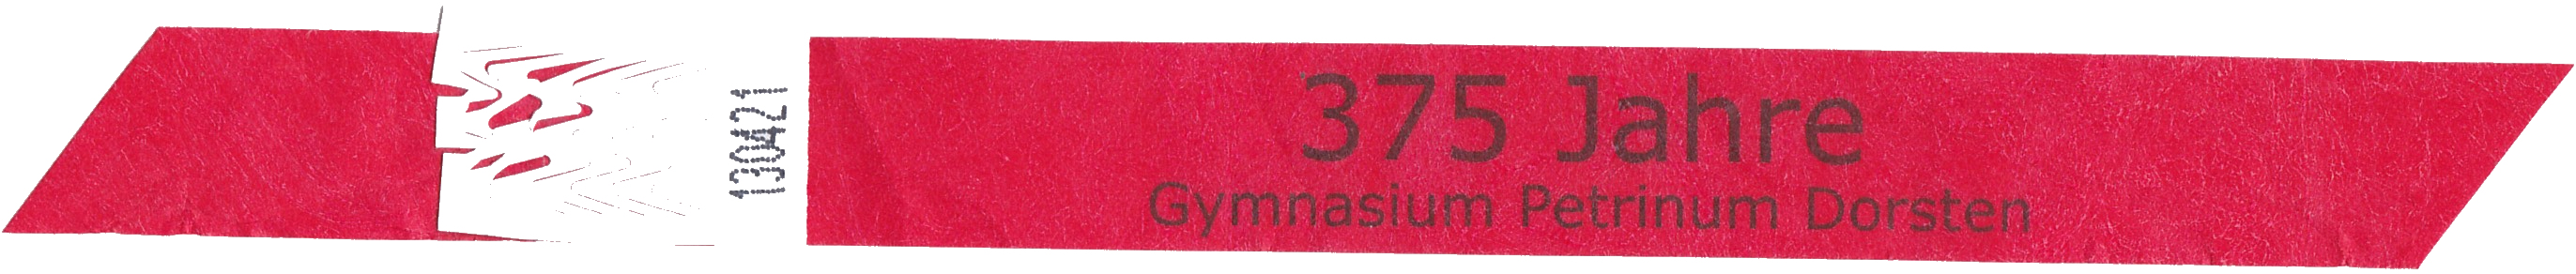 130421
375 Jahre
Gymnasium Petrinum Dorsten